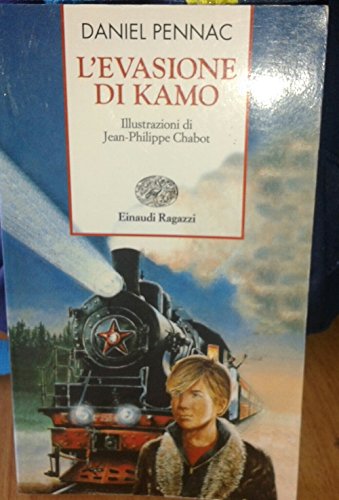 DANIEL PENNAC
L'EVASIONE
DI KAMO
Illustrazioni di
Jean-Philippe Chabot
Einaudi Ragazzi